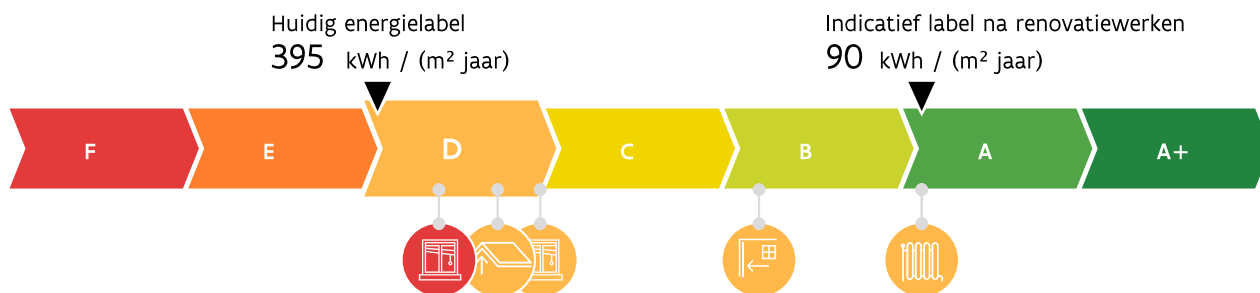 Huidig energielabel
395 kWh / (m² jaar)
Indicatief label na renovatiewerken
90 kWh / (m² jaar)
F E D C B A A+